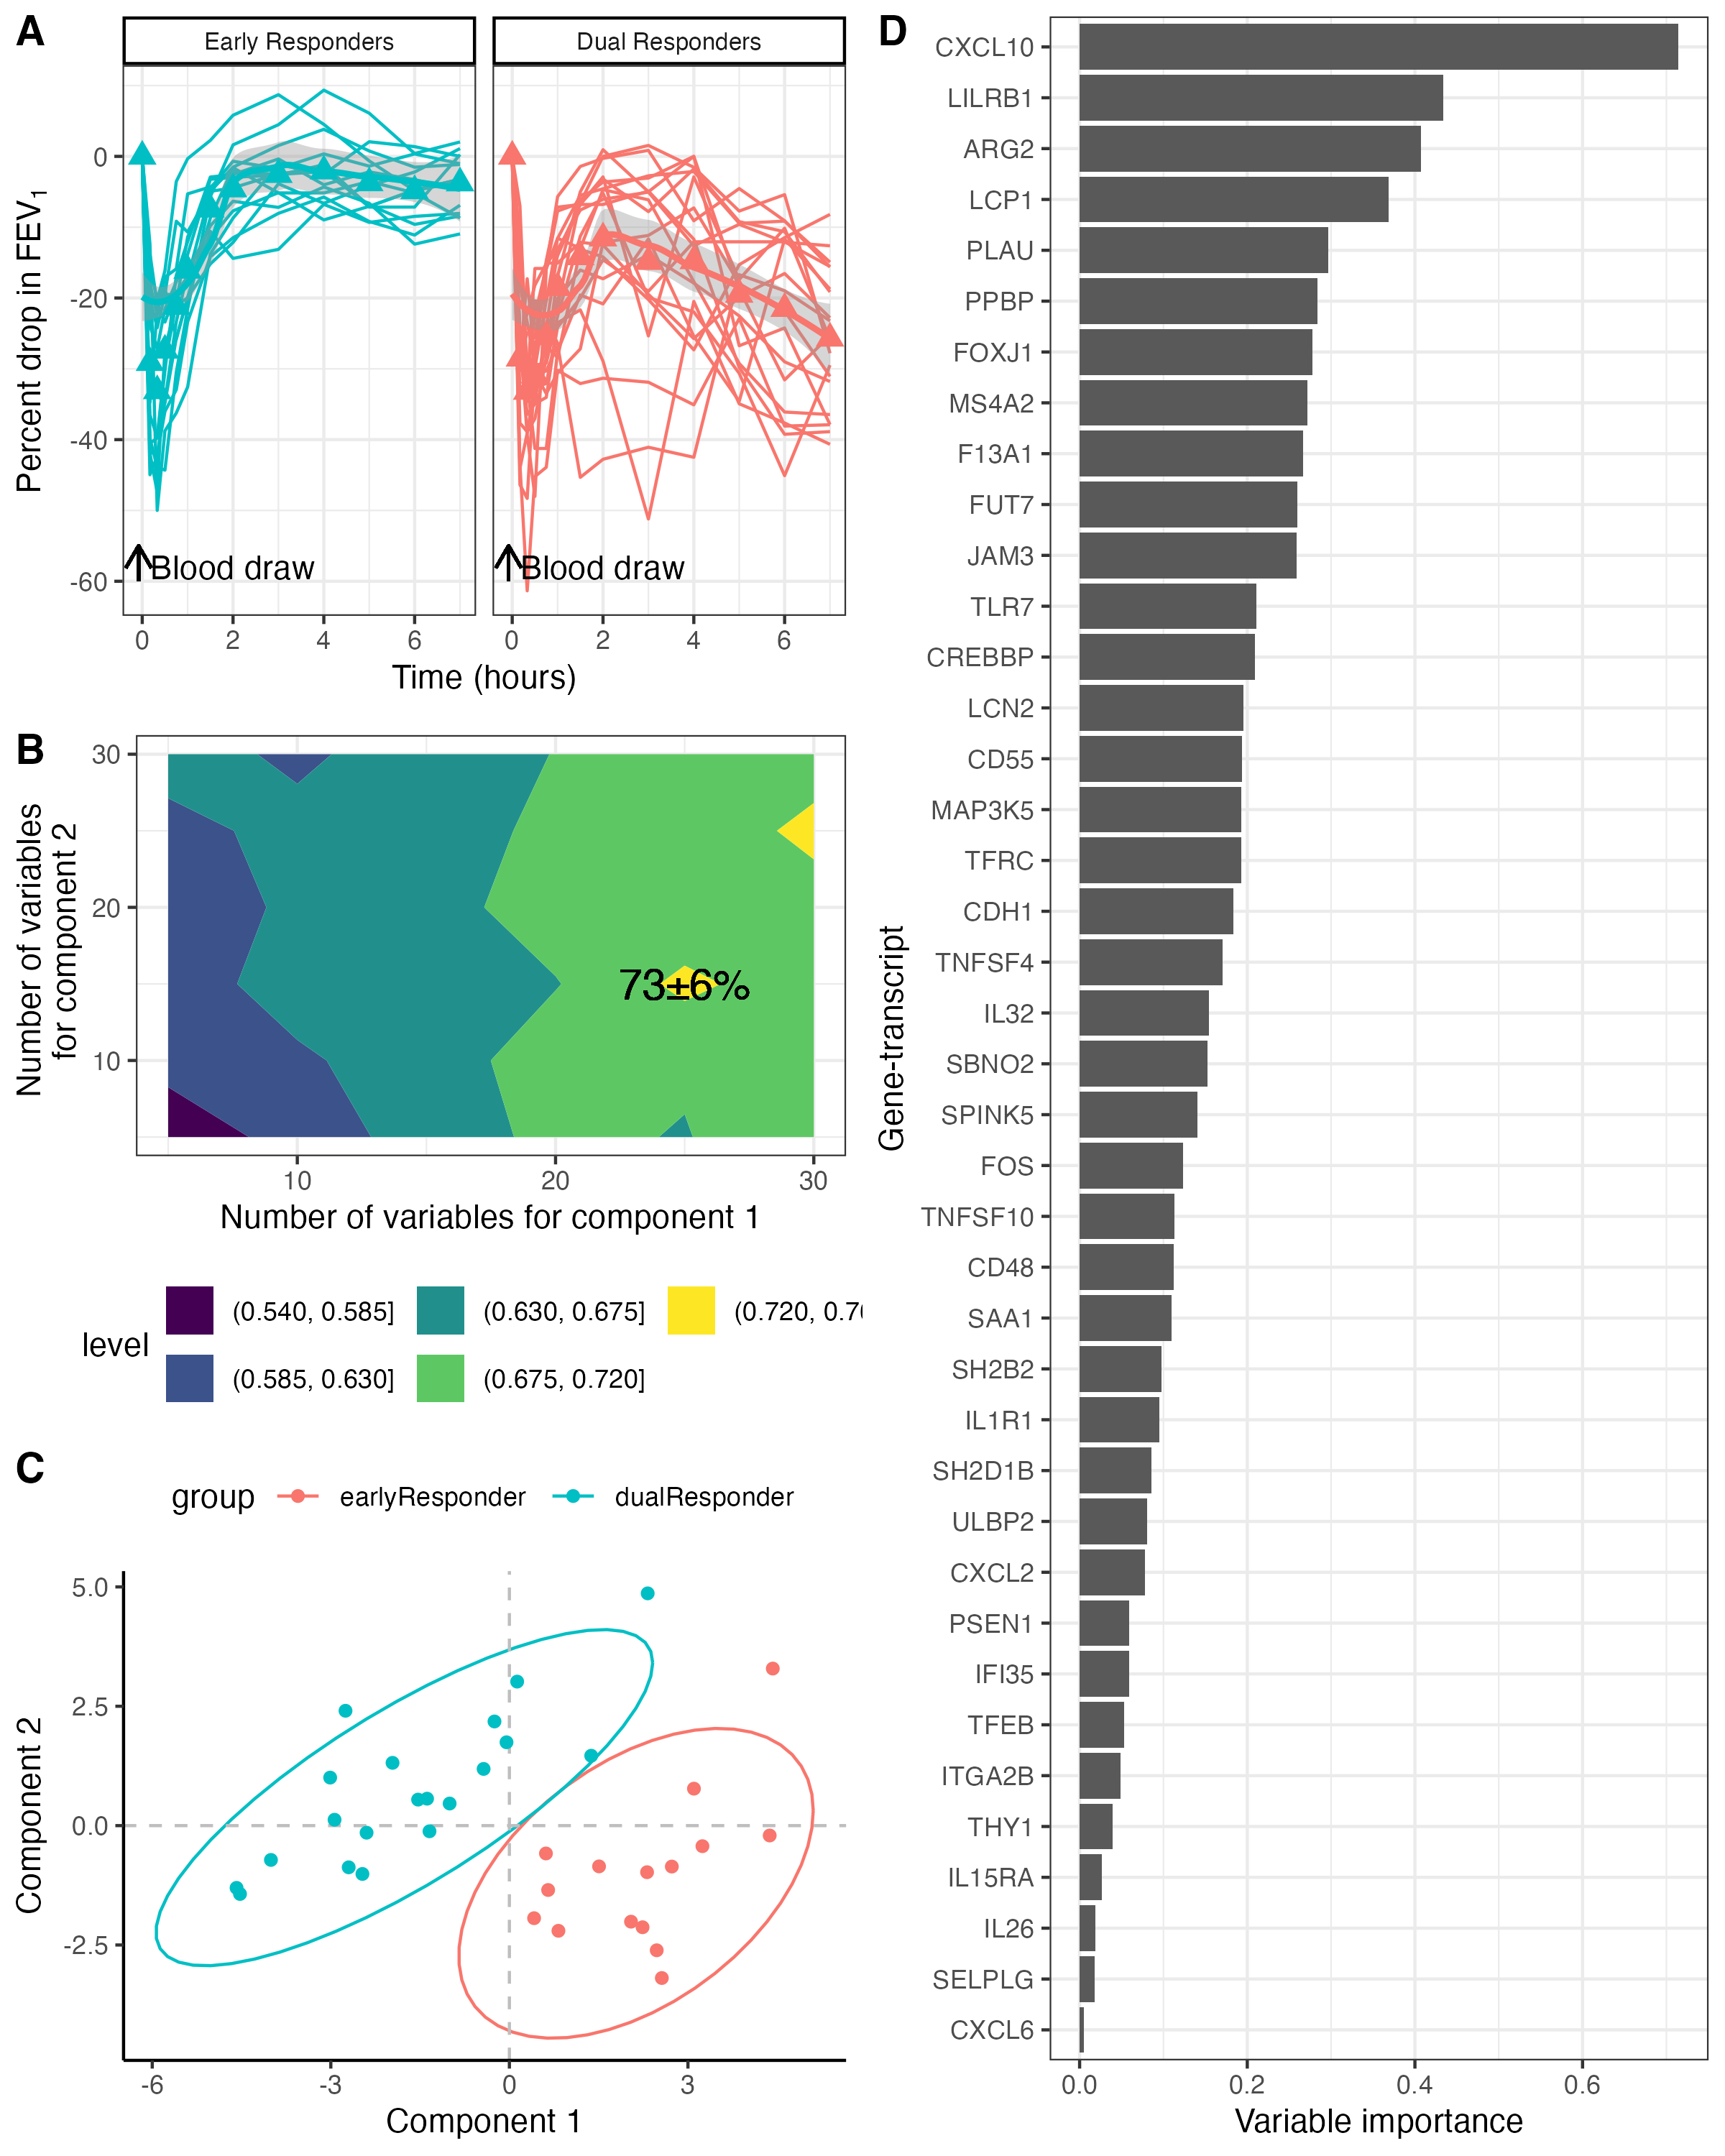 A
Early Responders
Dual Responders
Percent drop in FEV1
0
-20
-40
-60
Blood draw
Blood draw
0 2 4 6
0 2 4 6
Time (hours)
B
Number of variables
for component 2
30
20
10
73±6%
10 20 30
Number of variables for component 1
level
(0.540, 0.585]
(0.630, 0.675]
(0.720, 0.7
(0.585, 0.630]
(0.675, 0.720]
C
group
earlyResponder
dualResponder
Component 2
5.0
2.5
0.0
-2.5
-6 -3 0 3
Component 1
D
Gene-transcript
CXCL10
LILRB1
ARG2
LCP1
PLAU
PPBP
FOXJ1
MS4A2
F13A1
FUT7
JAM3
TLR7
CREBBP
LCN2
CD55
MAP3K5
TFRC
CDH1
TNFSF4
IL32
SBNO2
SPINK5
FOS
TNFSF10
CD48
SAA1
SH2B2
IL1R1
SH2D1B
ULBP2
CXCL2
PSEN1
IFI35
TFEB
ITGA2B
THY1
IL15RA
IL26
SELPLG
CXCL6
0.0 0.2 0.4 0.6
Variable importance